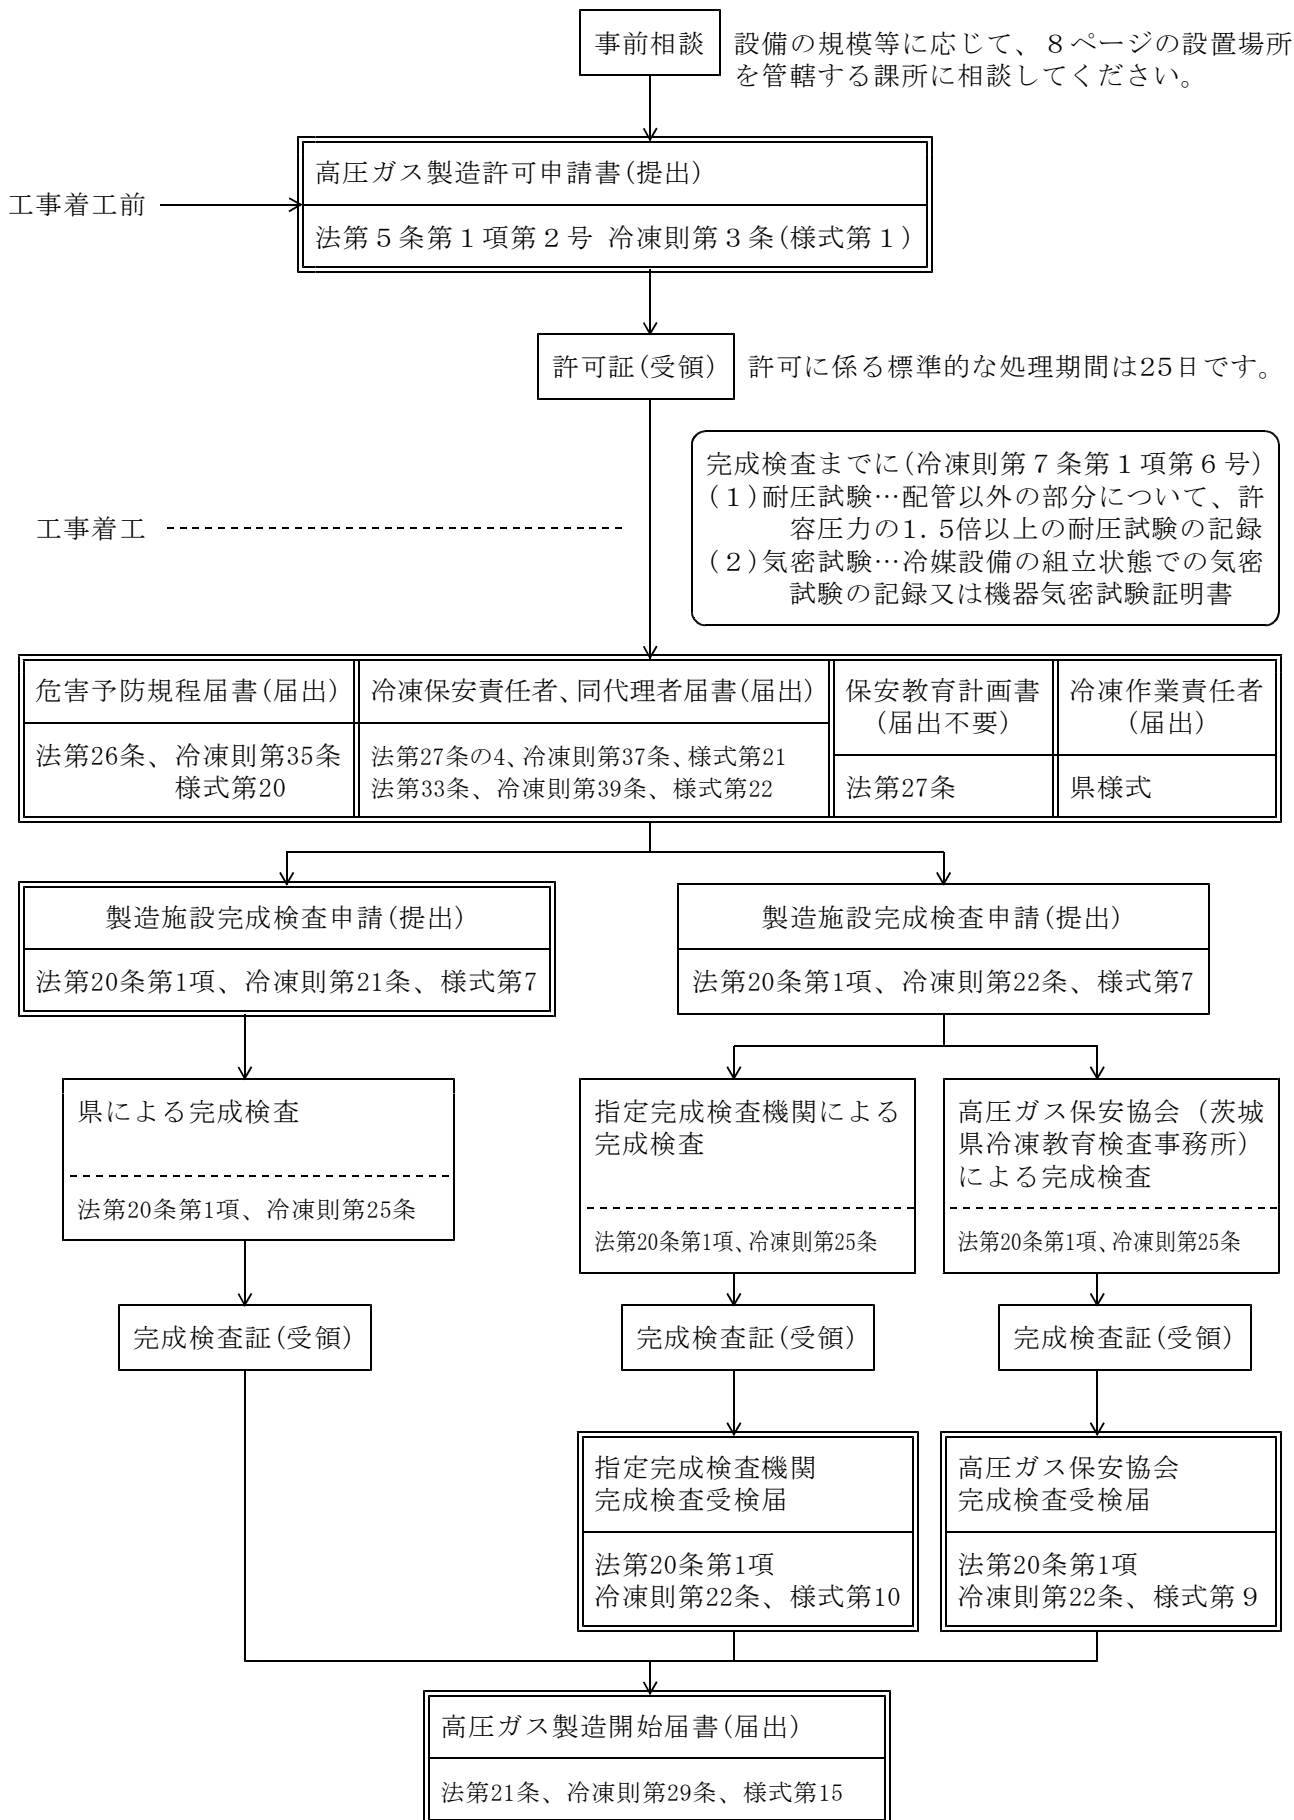 事前相談
設備の規模等に応じて、８ページの設置場所
を管轄する課所に相談してください。
高圧ガス製造許可申請書(提出)
工事着工前
法第５条第１項第２号 冷凍則第３条(様式第１)
許可証(受領)
許可に係る標準的な処理期間は25日です。
完成検査までに(冷凍則第７条第１項第６号)
(１)耐圧試験…配管以外の部分について、許
容圧力の1.5倍以上の耐圧試験の記録
(２)気密試験…冷媒設備の組立状態での気密
試験の記録又は機器気密試験証明書
工事着工
危害予防規程届書(届出)
法第26条、冷凍則第35条
様式第20
冷凍保安責任者、同代理者届書(届出)
法第27条の4、冷凍則第37条、様式第21
法第33条、冷凍則第39条、様式第22
保安教育計画書
(届出不要)
法第27条
冷凍作業責任者
(届出)
県様式
製造施設完成検査申請(提出)
法第20条第1項、冷凍則第21条、様式第7
製造施設完成検査申請(提出)
法第20条第1項、冷凍則第22条、様式第7
県による完成検査
法第20条第1項、冷凍則第25条
指定完成検査機関による
完成検査
法第20条第1項、冷凍則第25条
高圧ガス保安協会（茨城
県冷凍教育検査事務所）
による完成検査
法第20条第1項、冷凍則第25条
完成検査証(受領)
完成検査証(受領)
完成検査証(受領)
指定完成検査機関
完成検査受検届
法第20条第1項
冷凍則第22条、様式第10
高圧ガス保安協会
完成検査受検届
法第20条第1項
冷凍則第22条、様式第９
高圧ガス製造開始届書(届出)
法第21条、冷凍則第29条、様式第15